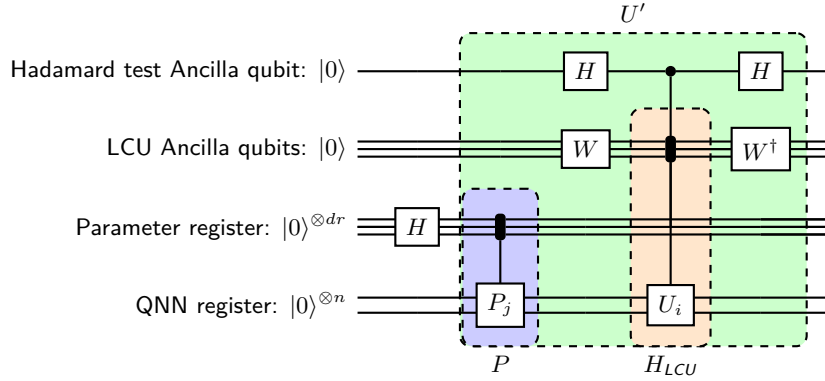 U′
Hadamard test Ancilla qubit: |0⟩ H H
LCU Ancilla qubits: |0⟩ W W†
Parameter register: |0⟩⊗dr H
QNN register: |0⟩⊗n Pj Ui
P HLCU